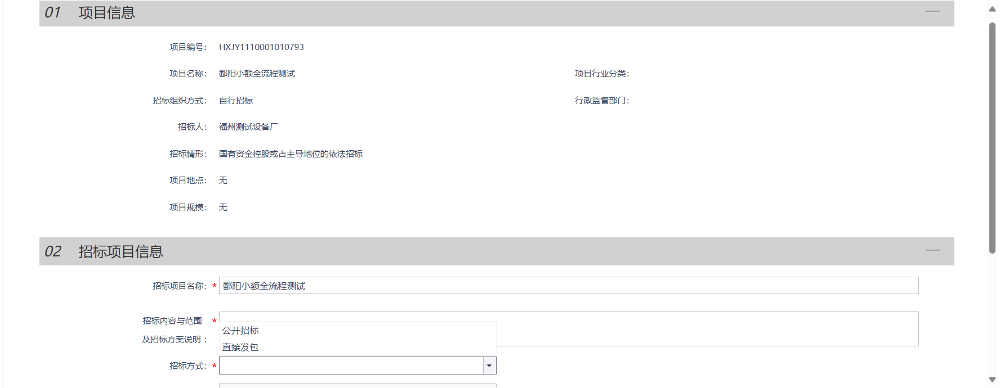 01 项目信息
项目编号： HXJY1110001010793
项目名称： 鄱阳小额全流程测试 项目行业分类：
招标组织方式： 自行招标 行政监督部门：
招标人： 福州测试设备厂
招标情形： 国有资金控股或占主导地位的依法招标
项目地点： 无
项目规模： 无
02 招标项目信息
招标项目名称： * 鄱阳小额全流程测试
招标内容与范围 *
及招标方案说明 ：
公开招标
直接发包
招标方式： *